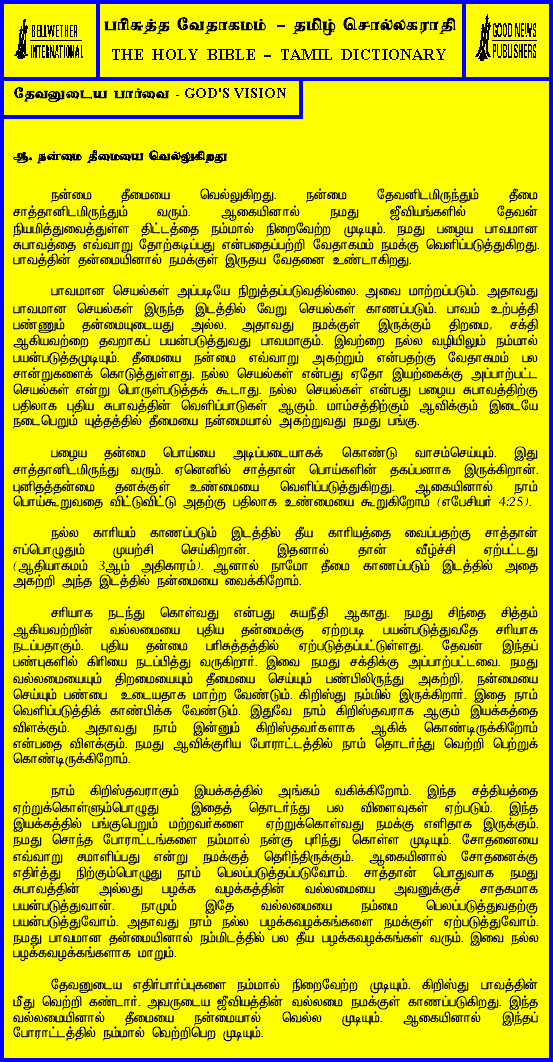 BELLWETHER
INTERNATIONAL
பரிசுத்த வேதாகமம் – தமிழ் சொல்லகராதி
THE HOLY BIBLE – TAMIL DICTIONARY
GOOD NEWS
PUBLISHERS
தேவனுடைய பார்வை - GOD'S VISION
ஆ. நன்மை தீமையை வெல்லுகிறது
நன்மை தீமையை வெல்லுகிறது. நன்மை தேவனிடமிருந்தும் தீமை
சாத்தானிடமிருந்தும் வரும். ஆகையினால் நமது ஜீவியங்களில் தேவன்
நியமித்துவைத்துள்ள திட்டத்தை நம்மால் நிறைவேற்ற முடியும். நமது பழைய பாவமான
சுபாவத்தை எவ்வாறு தோற்கடிப்பது என்பதைப்பற்றி வேதாகமம் நமக்கு வெளிப்படுத்துகிறது.
பாவத்தின் தன்மையினால் நமக்குள் இருதய வேதனை உண்டாகிறது.
பாவமான செயல்கள் அப்படியே நிறுத்தப்படுவதில்லை. அவை மாற்றப்படும். அதாவது
பாவமான செயல்கள் இருந்த இடத்தில் வேறு செயல்கள் காணப்படும். பாவம் உற்பத்தி
பண்ணும் தன்மையுடையது அல்ல. அதாவது நமக்குள் இருக்கும் திறமை, சக்தி
ஆகியவற்றை தவறாகப் பயன்படுத்துவது பாவமாகும். இவற்றை நல்ல வழியிலும் நம்மால்
பயன்படுத்தமுடியும். தீமையை நன்மை எவ்வாறு அகற்றும் என்பதற்கு வேதாகமம் பல
சான்றுகளைக் கொடுத்துள்ளது. நல்ல செயல்கள் என்பது ஏதோ இயற்கைக்கு அப்பாற்பட்ட
செயல்கள் என்று பொருள்படுத்தக் கூடாது. நல்ல செயல்கள் என்பது பழைய சுபாவத்திற்கு
பதிலாக புதிய சுபாவத்தின் வெளிப்பாடுகள் ஆகும். மாம்சத்திற்கும் ஆவிக்கும் இடையே
நடைபெறும் யுத்தத்தில் தீமையை நன்மையால் அகற்றுவது நமது பங்கு.
பழைய தன்மை பொய்யை அடிப்படையாகக் கொண்டு வாசம்செய்யும். இது
சாத்தானிடமிருந்து வரும். ஏனெனில் சாத்தான் பொய்களின் தகப்பனாக இருக்கிறான்.
புனிதத்தன்மை தனக்குள் உண்மையை வெளிப்படுத்துகிறது. ஆகையினால் நாம்
பொய்கூறுவதை விட்டுவிட்டு அதற்கு பதிலாக உண்மையை கூறுகிறோம் (எபேசியர் 4:25).
நல்ல காரியம் காணப்படும் இடத்தில் தீய காரியத்தை வைப்பதற்கு சாத்தான்
எப்பொழுதும் முயற்சி செய்கிறான். இதனால் தான் வீழ்ச்சி ஏற்பட்டது
(ஆதியாகமம் 3ஆம் அதிகாரம்). ஆனால் நாமோ தீமை காணப்படும் இடத்தில் அதை
அகற்றி அந்த இடத்தில் நன்மையை வைக்கிறோம்.
சரியாக நடந்து கொள்வது என்பது சுயநீதி ஆகாது. நமது சிந்தை சித்தம்
ஆகியவற்றின் வல்லமையை புதிய தன்மைக்கு ஏற்றபடி பயன்படுத்துவதே சரியாக
நடப்பதாகும். புதிய தன்மை பரிசுத்தத்தில் ஏற்படுத்தப்பட்டுள்ளது. தேவன் இந்தப்
பண்புகளில் கிரியை நடப்பித்து வருகிறார். இவை நமது சக்திக்கு அப்பாற்பட்டவை. நமது
வல்லமையையும் திறமையையும் தீமையை செய்யும் பண்பிலிருந்து அகற்றி, நன்மையை
செய்யும் பண்பை உடையதாக மாற்ற வேண்டும். கிறிஸ்து நம்மில் இருக்கிறார். இதை நாம்
வெளிப்படுத்திக் காண்பிக்க வேண்டும். இதுவே நாம் கிறிஸ்தவராக ஆகும் இயக்கத்தை
விளக்கும். அதாவது நாம் இன்னும் கிறிஸ்தவர்களாக ஆகிக் கொண்டிருக்கிறோம்
என்பதை விளக்கும். நமது ஆவிக்குரிய போராட்டத்தில் நாம் தொடர்ந்து வெற்றி பெற்றுக்
கொண்டிருக்கிறோம்.
நாம் கிறிஸ்தவராகும் இயக்கத்தில் அங்கம் வகிக்கிறோம். இந்த சத்தியத்தை
ஏற்றுக்கொள்ளும்பொழுது இதைத் தொடர்ந்து பல விளைவுகள் ஏற்படும். இந்த
இயக்கத்தில் பங்குபெறும் மற்றவர்களை ஏற்றுக்கொள்வது நமக்கு எளிதாக இருக்கும்.
நமது சொந்த போராட்டங்களை நம்மால் நன்கு புரிந்து கொள்ள முடியும். சோதனையை
எவ்வாறு சமாளிப்பது என்று நமக்குத் தெரிந்திருக்கும். ஆகையினால் சோதனைக்கு
எதிர்த்து நிற்கும்பொழுது நாம் பெலப்படுத்தப்படுவோம். சாத்தான் பொதுவாக நமது
சுபாவத்தின் அல்லது பழக்க வழக்கத்தின் வல்லமையை அவனுக்குச் சாதகமாக
பயன்படுத்துவான். நாமும் இதே வல்லமையை நம்மை பெலப்படுத்துவதற்கு
பயன்படுத்துவோம். அதாவது நாம் நல்ல பழக்கவழக்கங்களை நமக்குள் ஏற்படுத்துவோம்.
நமது பாவமான தன்மையினால் நம்மிடத்தில் பல தீய பழக்கவழக்கங்கள் வரும். இவை நல்ல
பழக்கவழக்கங்களாக மாறும்.
தேவனுடைய எதிர்பார்ப்புகளை நம்மால் நிறைவேற்ற முடியும். கிறிஸ்து பாவத்தின்
மீது வெற்றி கண்டார். அவருடைய ஜீவியத்தின் வல்லமை நமக்குள் காணப்படுகிறது. இந்த
வல்லமையினால் தீமையை நன்மையால் வெல்ல முடியும். ஆகையினால் இந்தப்
போராட்டத்தில் நம்மால் வெற்றிபெற முடியும்.